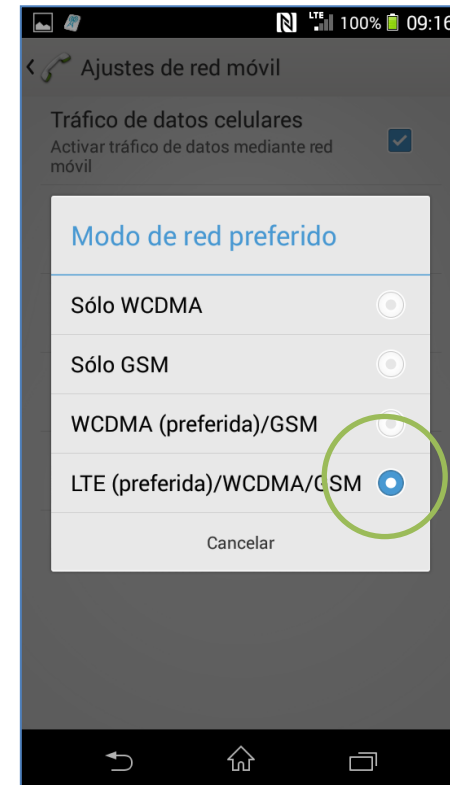 LTE 100% 09:16
Ajustes de red móvil
Tráfico de datos celulares
Activar tráfico de datos mediante red
móvil
Modo de red preferido
Sólo WCDMA
Sólo GSM
WCDMA (preferida)/GSM
LTE (preferida)/WCDMA/GSM
Cancelar